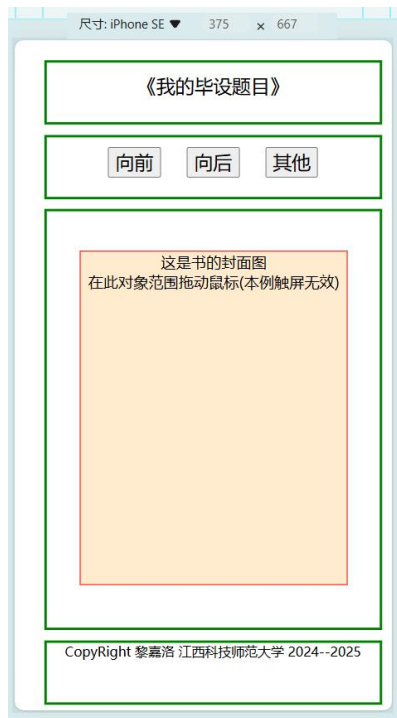 尺寸: iPhone SE ▼ 375 × 667
《我的毕设题目》
向前 向后 其他
这是书的封面图
在此对象范围拖动鼠标(本例触屏无效)
CopyRight 黎嘉洛 江西科技师范大学 2024--2025